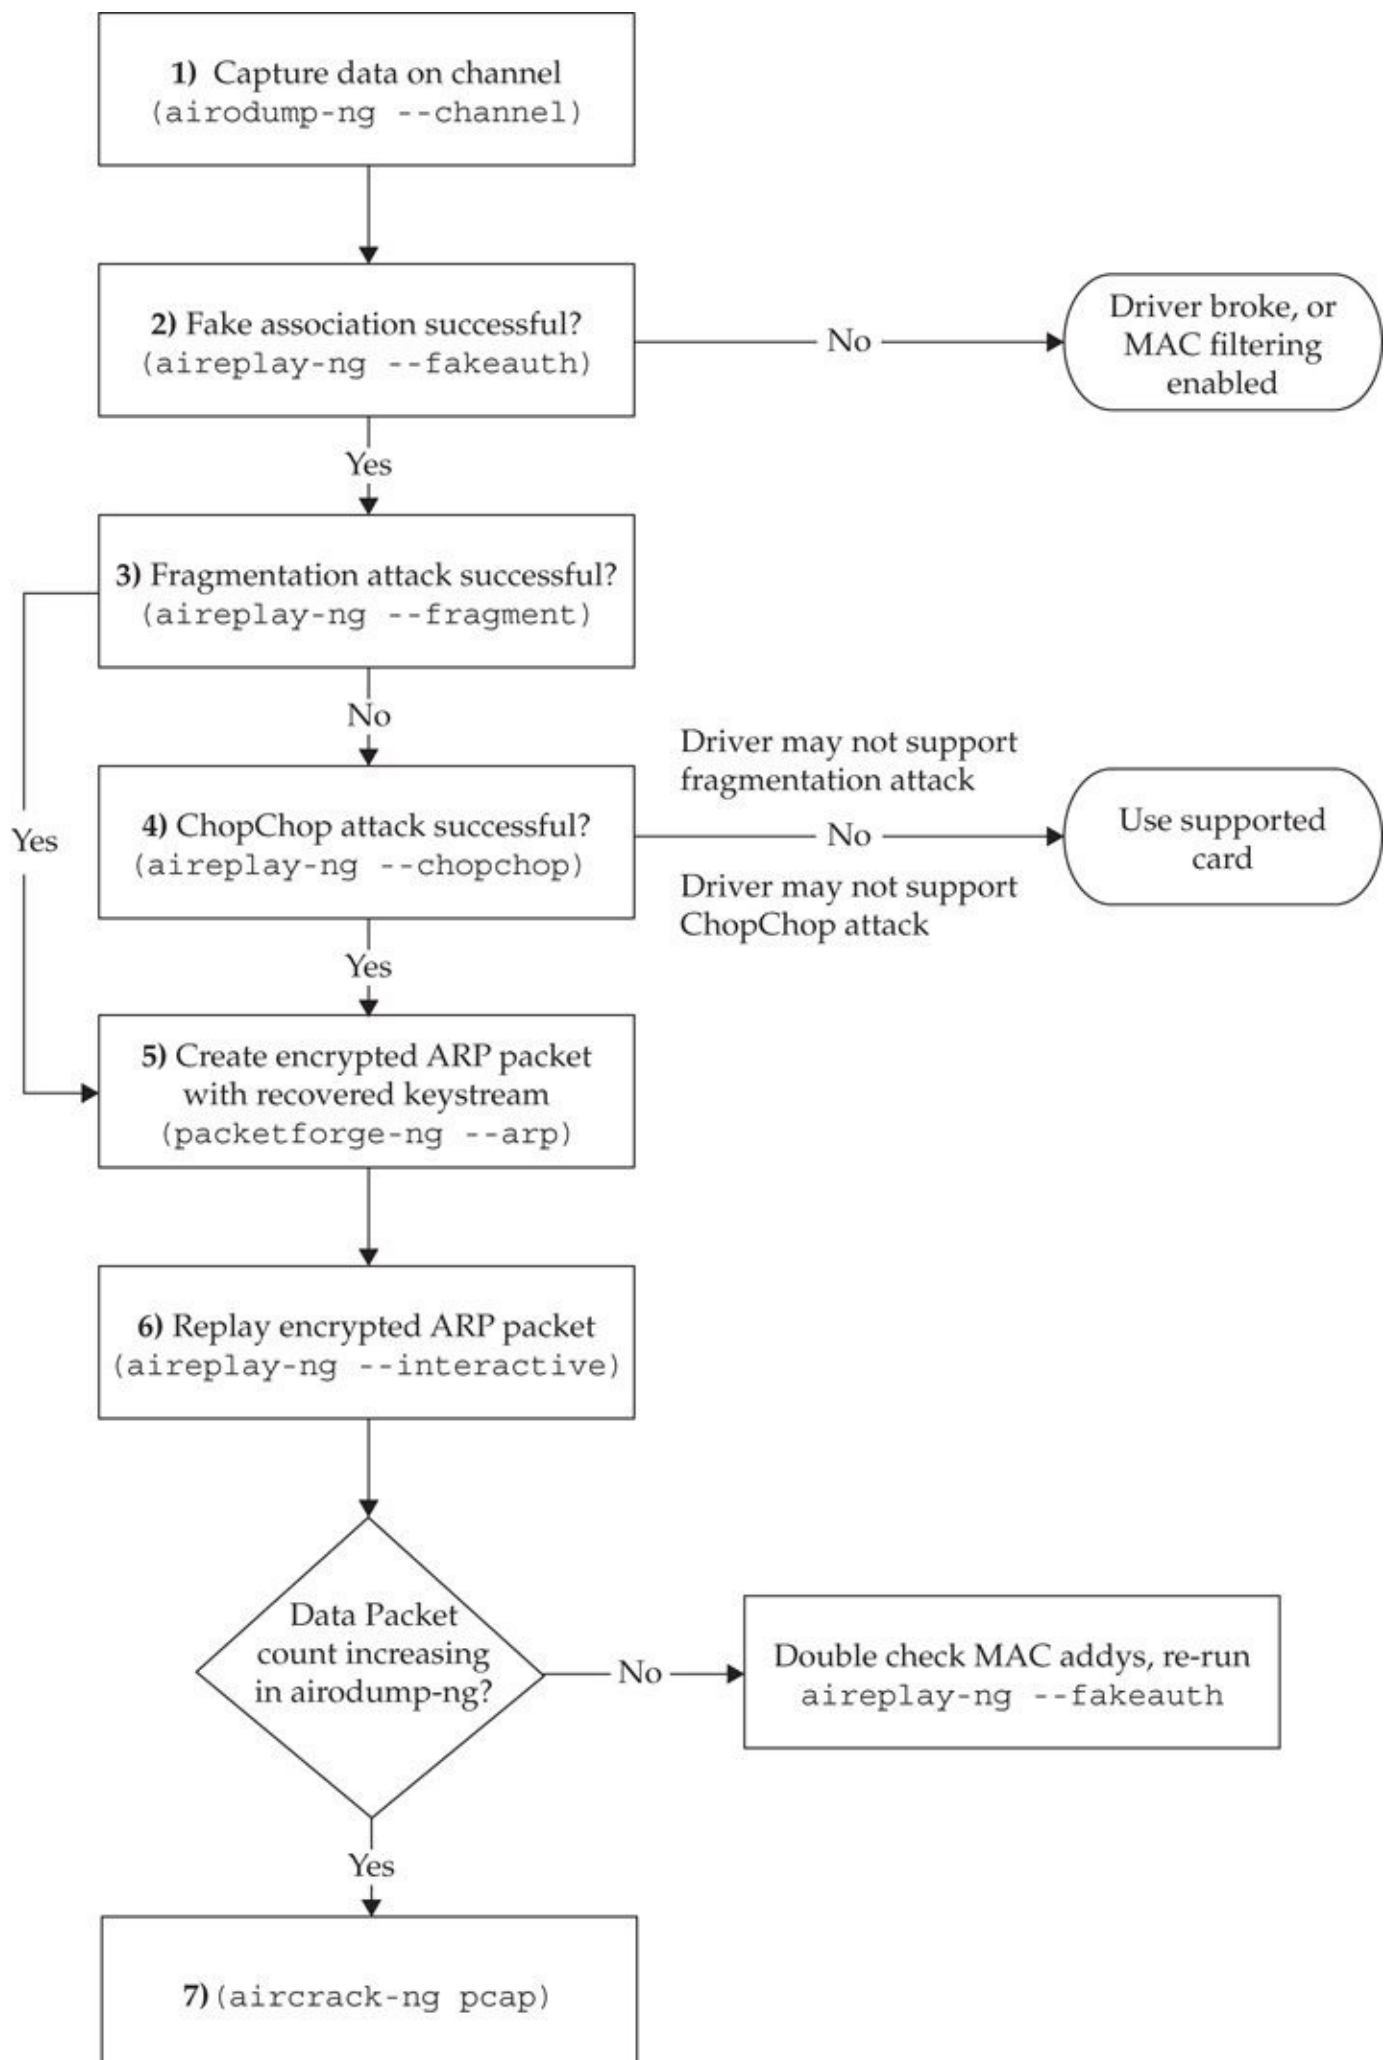 1) Capture data on channel
(airodump-ng --channel)
2) Fake association successful?
(aireplay-ng --fakeauth)
No
Driver broke, or
MAC filtering
enabled
Yes
3) Fragmentation attack successful?
(aireplay-ng --fragment)
No
Yes
4) ChopChop attack successful?
(aireplay-ng --chopchop)
Driver may not support
fragmentation attack
No
Driver may not support
ChopChop attack
Use supported
card
Yes
5) Create encrypted ARP packet
with recovered keystream
(packetforge-ng --arp)
6) Replay encrypted ARP packet
(aireplay-ng --interactive)
Data Packet
count increasing
in airodump-ng?
No
Double check MAC addys, re-run
aireplay-ng --fakeauth
Yes
7) (aircrack-ng pcap)